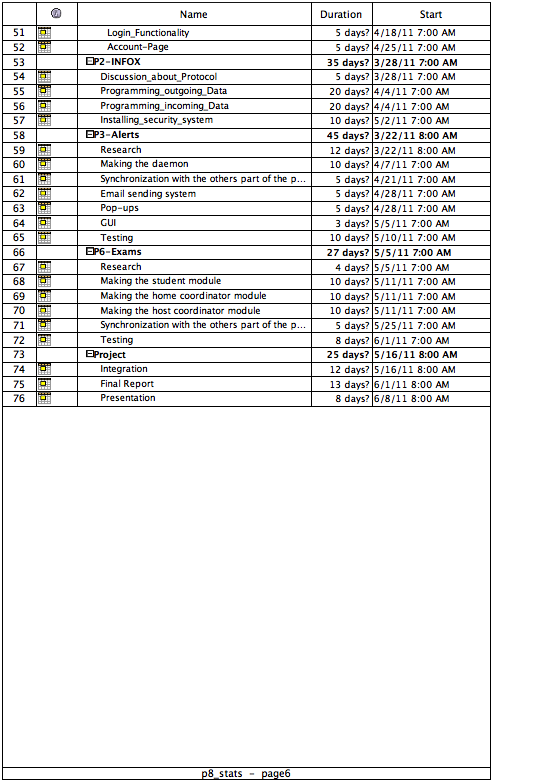 Name Duration Start
51 Login_Functionality 5 days? 4/18/11 7:00 AM
52 Account-Page 5 days? 4/25/11 7:00 AM
53 P2-INFOX 35 days? 3/28/11 7:00 AM
54 Discussion_about_Protocol 5 days? 3/28/11 7:00 AM
55 Programming_outgoing_Data 20 days? 4/4/11 7:00 AM
56 Programming_incoming_Data 20 days? 4/4/11 7:00 AM
57 Installing_security_system 10 days? 5/2/11 7:00 AM
58 P3-Alerts 45 days? 3/22/11 8:00 AM
59 Research 12 days? 3/22/11 8:00 AM
60 Making the daemon 10 days? 4/7/11 7:00 AM
61 Synchronization with the others part of the p... 5 days? 4/21/11 7:00 AM
62 Email sending system 5 days? 4/28/11 7:00 AM
63 Pop-ups 5 days? 4/28/11 7:00 AM
64 GUI 3 days? 5/5/11 7:00 AM
65 Testing 10 days? 5/10/11 7:00 AM
66 P6-Exams 27 days? 5/5/11 7:00 AM
67 Research 4 days? 5/5/11 7:00 AM
68 Making the student module 10 days? 5/11/11 7:00 AM
69 Making the home coordinator module 10 days? 5/11/11 7:00 AM
70 Making the host coordinator module 10 days? 5/11/11 7:00 AM
71 Synchronization with the others part of the p... 5 days? 5/25/11 7:00 AM
72 Testing 8 days? 6/1/11 7:00 AM
73 Project 25 days? 5/16/11 8:00 AM
74 Integration 12 days? 5/16/11 8:00 AM
75 Final Report 13 days? 6/1/11 8:00 AM
76 Presentation 8 days? 6/8/11 8:00 AM
p8_stats - page6